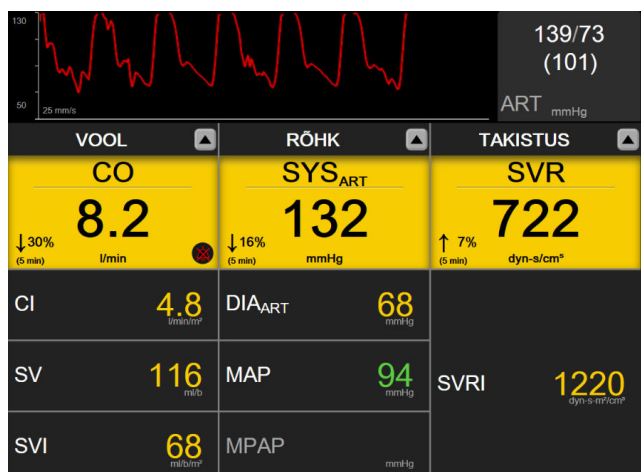 130
50
25 mm/s
139/73
(101)
ART mmHg
VOOL
CO
8.2
↓30%
(5 min)
l/min
RÕHK
SYSART
132
↓16%
(5 min)
mmHg
TAKISTUS
SVR
722
↑ 7%
(5 min)
dyn-s/cm⁵
CI 4.8
l/min/m²
SV 116
ml/b
SVI 68
ml/b/m²
DIAART 68
mmHg
MAP 94
mmHg
MPAP
mmHg
SVRI 1220
dyn-s-m²/cm⁵